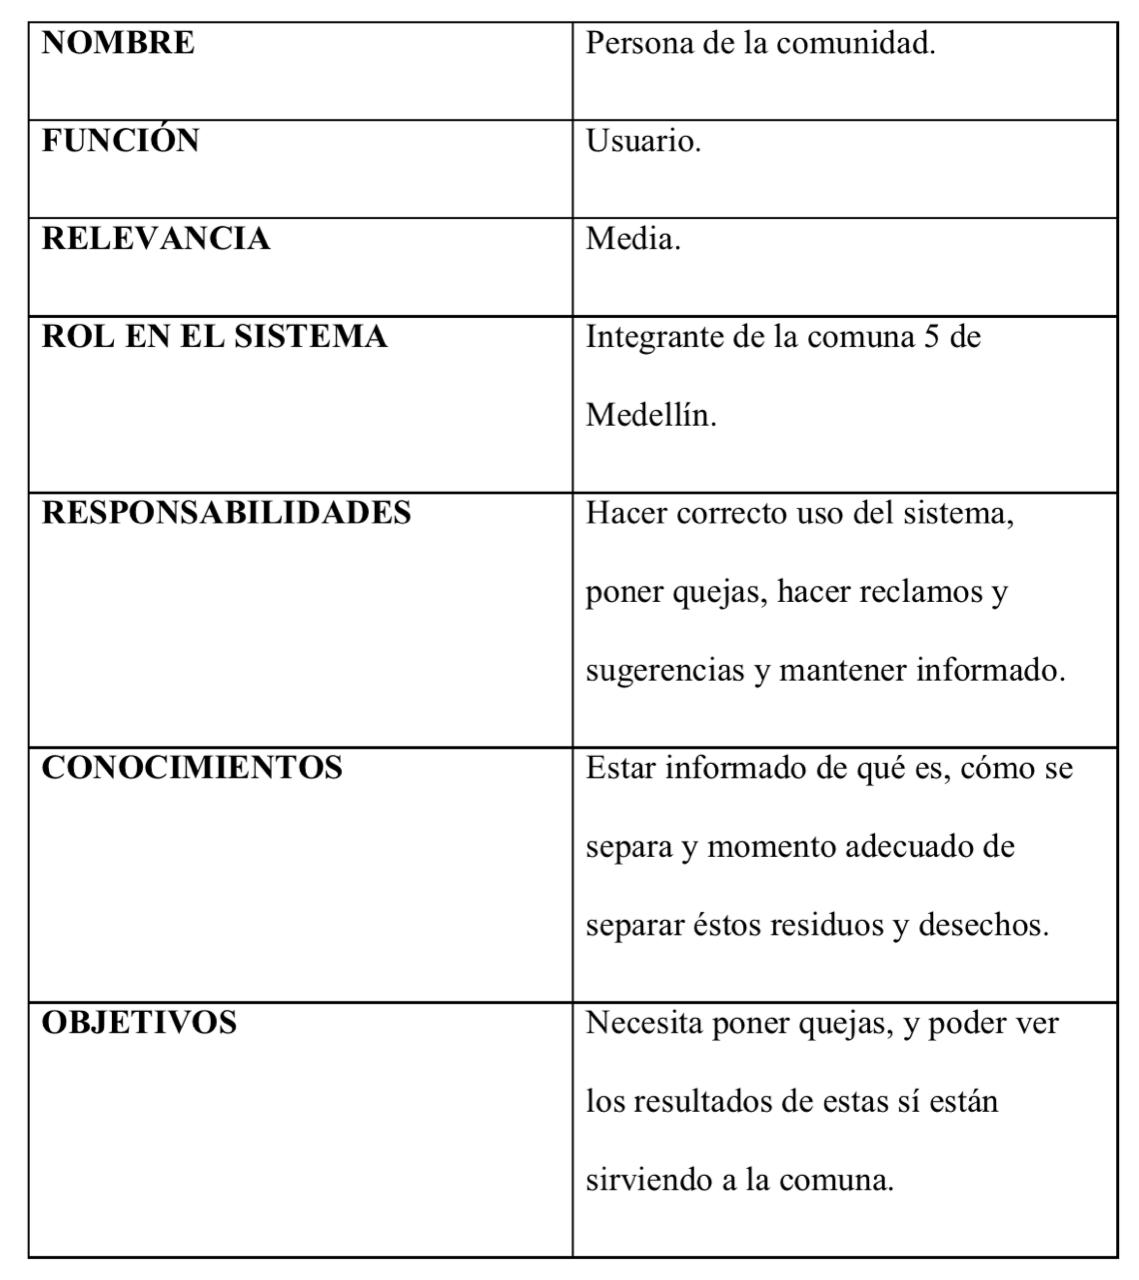 NOMBRE
Persona de la comunidad.
FUNCIÓN
Usuario.
RELEVANCIA
Media.
ROL EN EL SISTEMA
Integrante de la comuna 5 de
Medellín.
RESPONSABILIDADES
Hacer correcto uso del sistema,
poner quejas, hacer reclamos y
sugerencias y mantener informado.
CONOCIMIENTOS
Estar informado de qué es, cómo se
separa y momento adecuado de
separar éstos residuos y desechos.
OBJETIVOS
Necesita poner quejas, y poder ver
los resultados de estas sí están
sirviendo a la comuna.